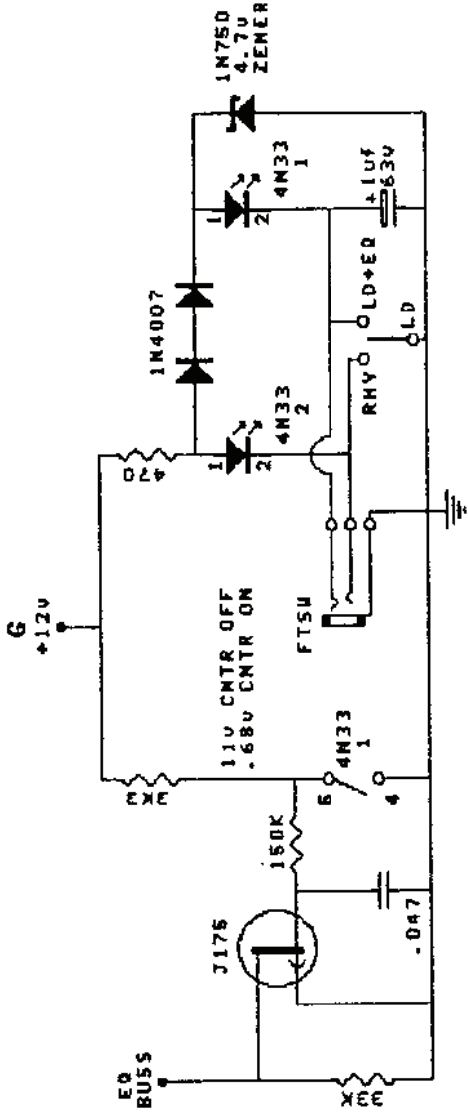 G
+12v
1N4007
1N750
4.7v
ZENER
470
1
2
4N33
2
1
2
4N33
1
11v CNTR OFF
.68v CNTR ON
3K3
EQ
BUSS
J175
150K
6
4
4N33
1
FTSW
RHY
LD+EQ
LD
+1uf
63V
33K
.047